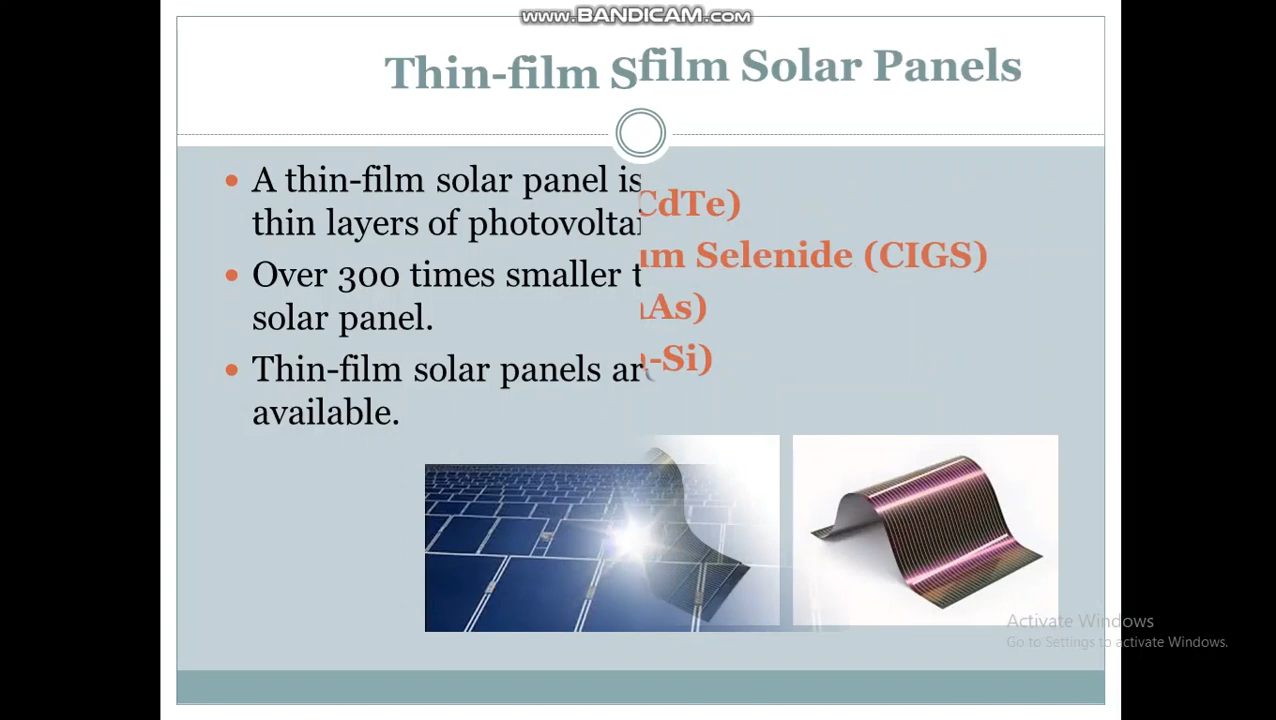 www.BANDICAM.com
Thin-film S film Solar Panels
A thin-film solar panel is
thin layers of
Over 300 times smaller
solar panel.
Thin-film solar panels
available.
CdTe)
Selenide (CIGS)
As)
-Si)
Activate Windows
Go to Settings to activate Windows.